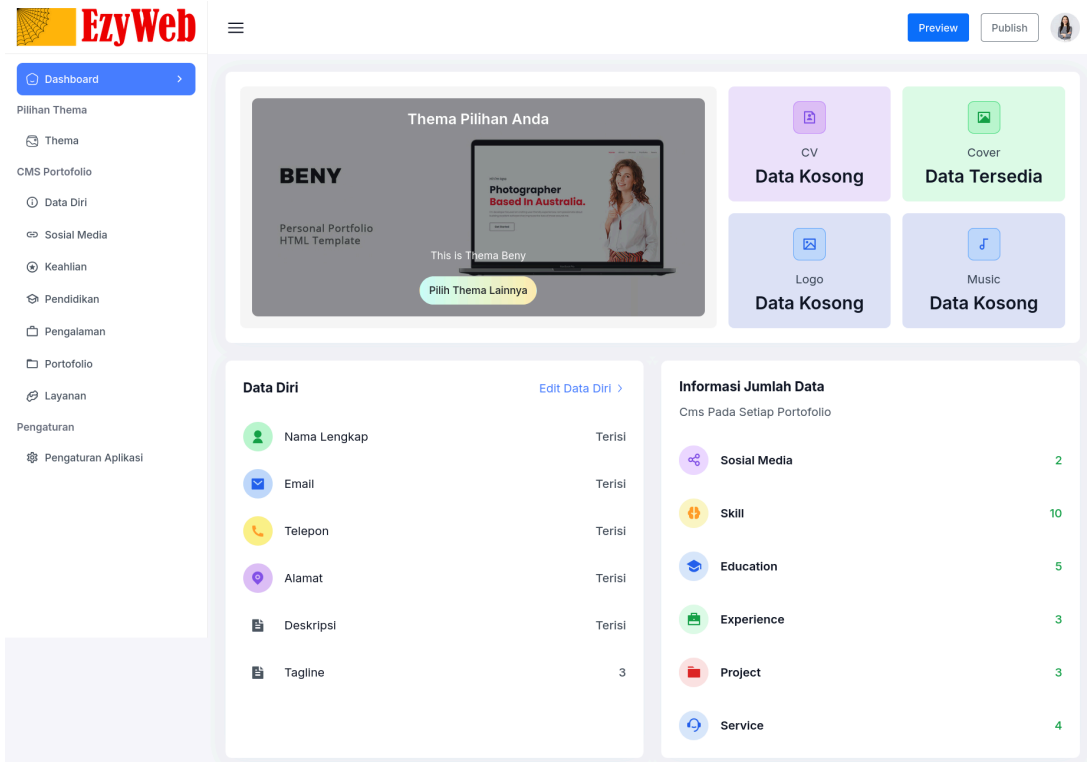 EzyWeb
Preview
Publish
Dashboard
Pilihan Thema
Thema
CMS Portofolio
Data Diri
Sosial Media
Keahlian
Pendidikan
Pengalaman
Portofolio
Layanan
Pengaturan
Pengaturan Aplikasi
Thema Pilihan Anda
BENY
Personal Portfolio
HTML Template
Photographer
Based In Australia.
This is Thema Beny
Pilih Thema Lainnya
CV
Data Kosong
Cover
Data Tersedia
Logo
Data Kosong
Music
Data Kosong
Data Diri
Edit Data Diri
Nama Lengkap
Terisi
Email
Terisi
Telepon
Terisi
Alamat
Terisi
Deskripsi
Terisi
Tagline
3
Informasi Jumlah Data
Cms Pada Setiap Portofolio
Sosial Media
2
Skill
10
Education
5
Experience
3
Project
3
Service
4